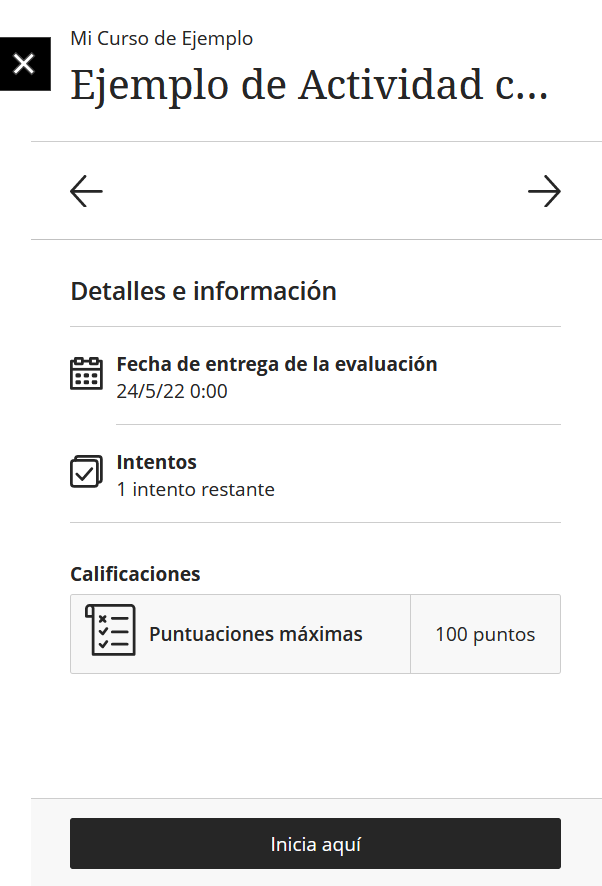 Mi Curso de Ejemplo
Ejemplo de Actividad c...
Detalles e información
Fecha de entrega de la evaluación
24/5/22 0:00
Intentos
1 intento restante
Calificaciones
Puntuaciones máximas 100 puntos
Inicia aquí